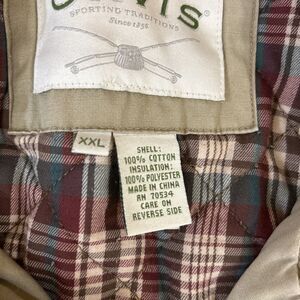 ORVIS®
SPORTING TRADITIONS
Since 1856
XXL
SHELL:
100% COTTON
INSULATION:
100% POLYESTER
MADE IN CHINA
RN 70534
CARE ON
REVERSE SIDE